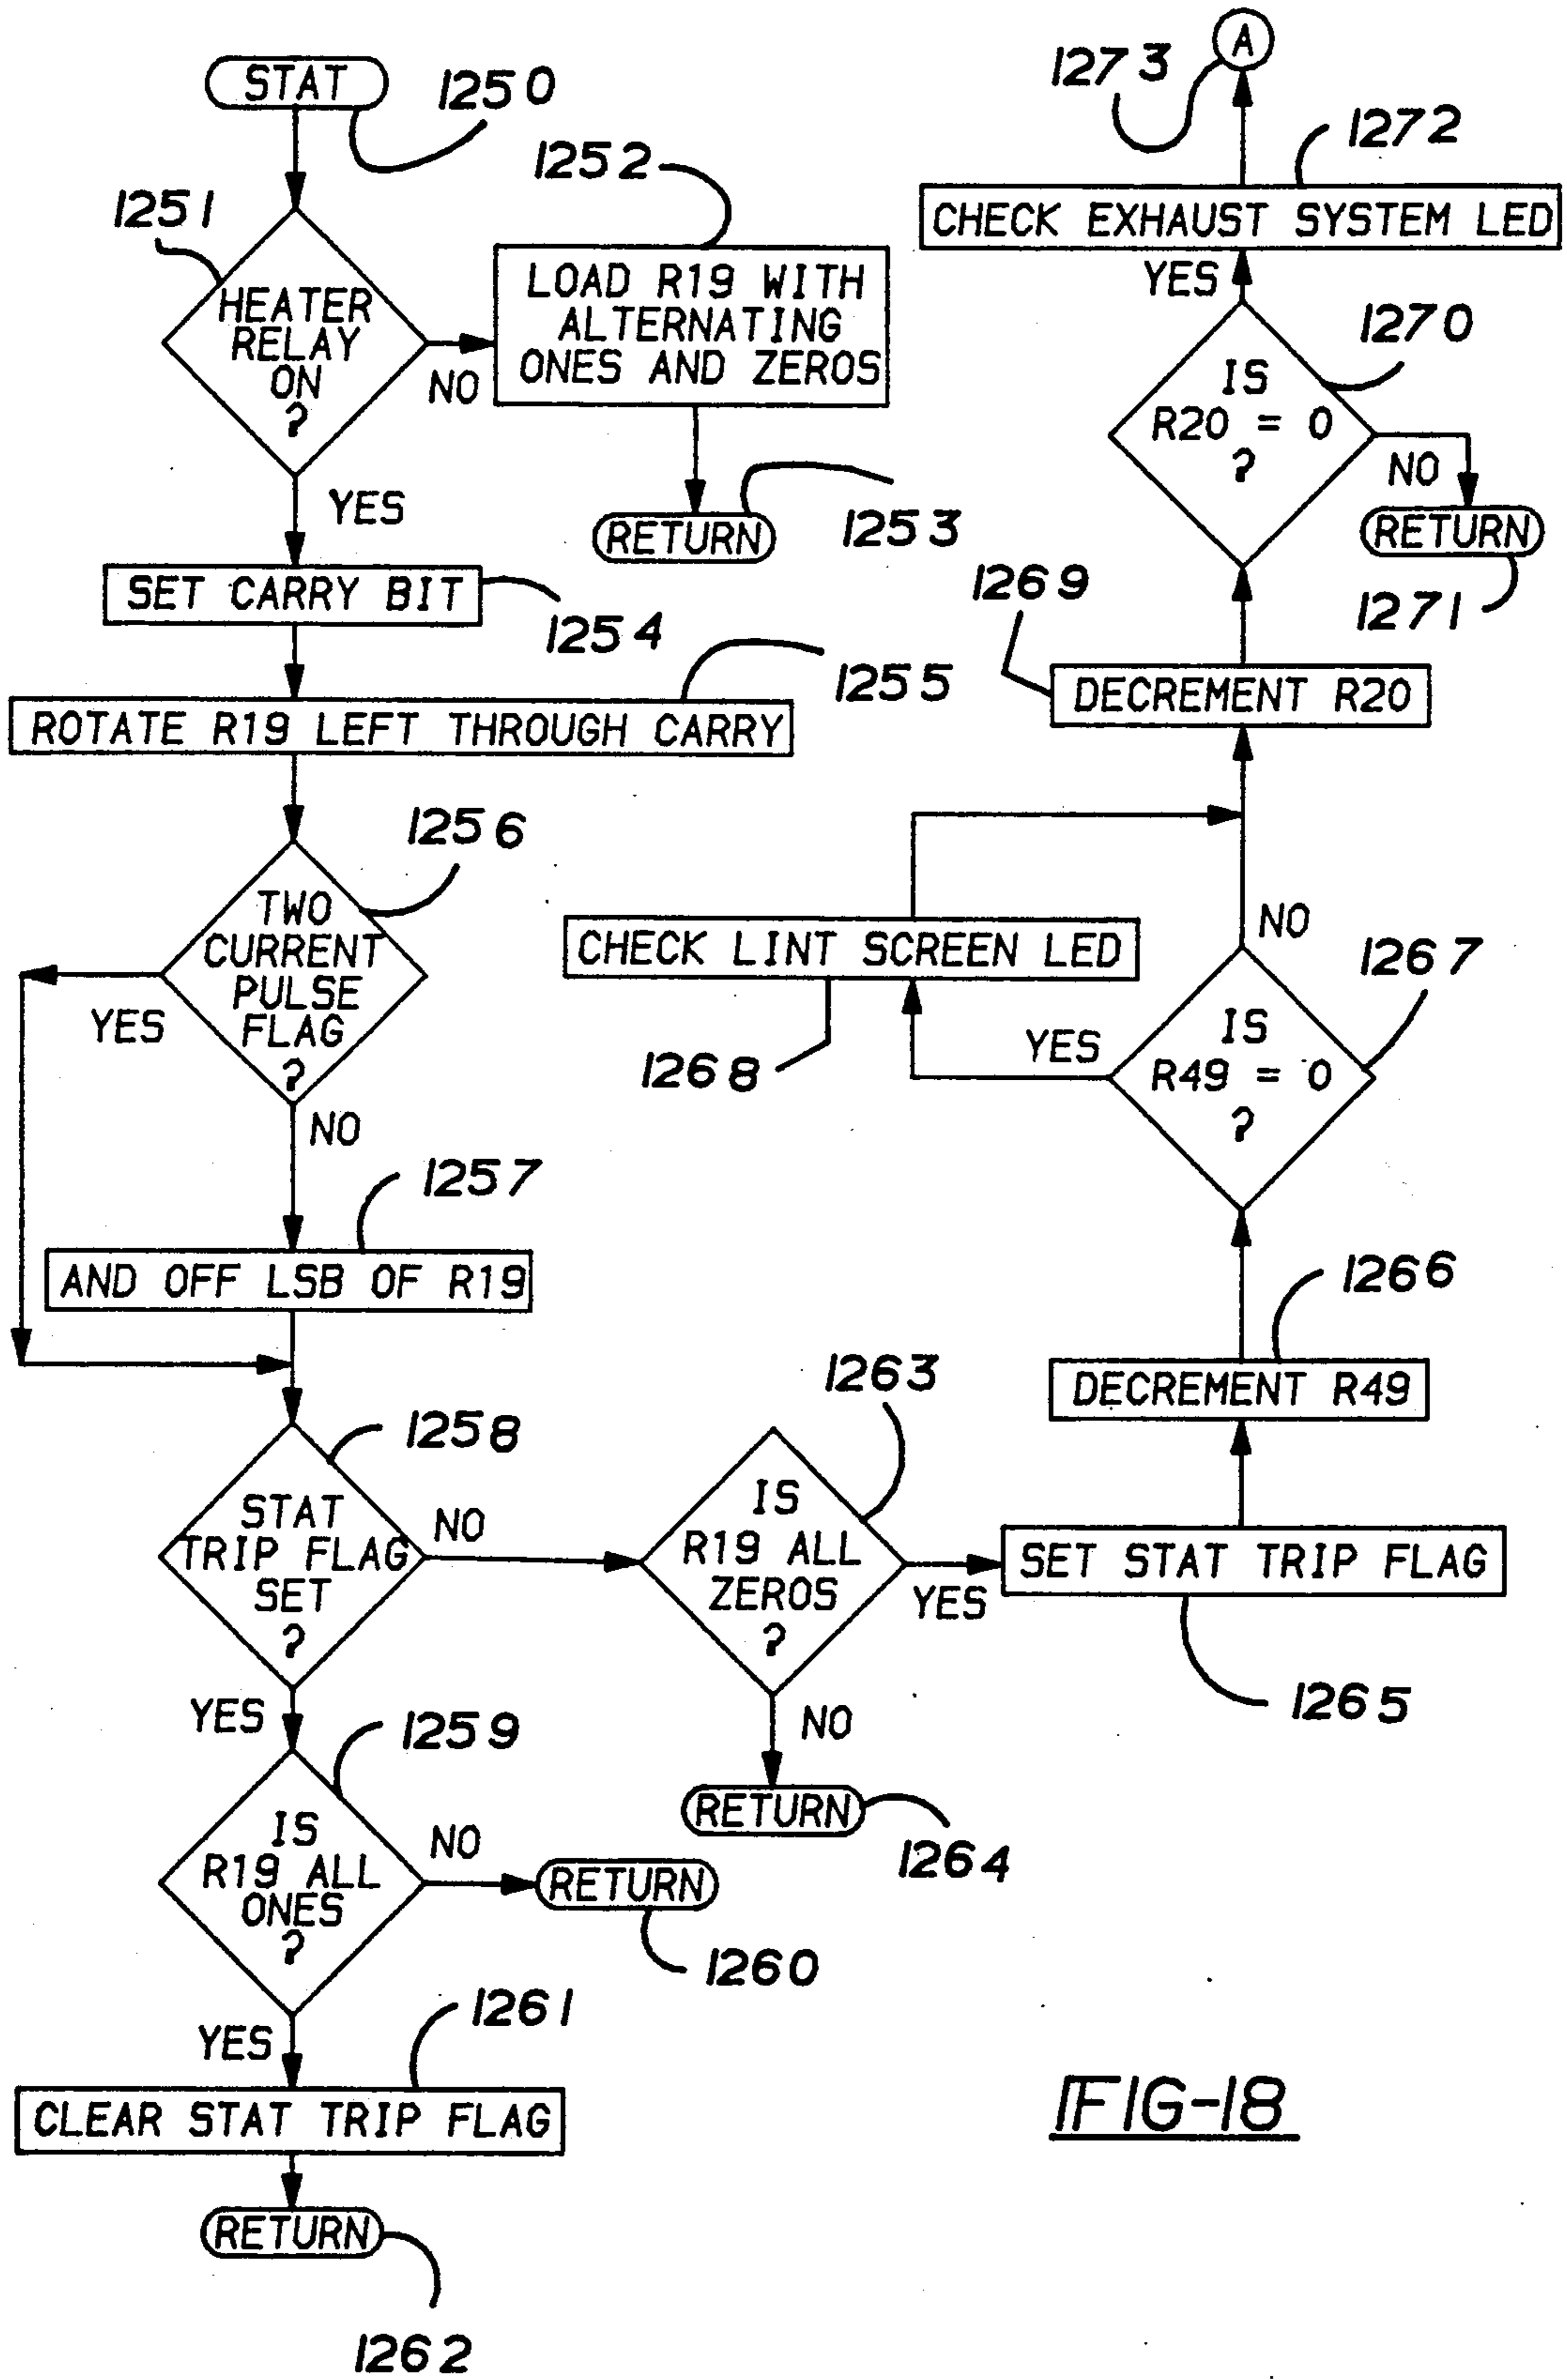 STAT
1250
1251
HEATER
RELAY
ON
?
NO
YES
1252
LOAD R19 WITH
ALTERNATING
ONES AND ZEROS
RETURN
1253
SET CARRY BIT
1254
ROTATE R19 LEFT THROUGH CARRY
1255
TWO
CURRENT
PULSE
FLAG
?
1256
YES
NO
AND OFF LSB OF R19
1257
STAT
TRIP FLAG
SET
?
1258
NO
YES
IS
R19 ALL
ONES
?
1259
NO
RETURN
1260
YES
CLEAR STAT TRIP FLAG
1261
RETURN
1262
IS
R19 ALL
ZEROS
?
1263
NO
RETURN
1264
YES
SET STAT TRIP FLAG
1265
DECREMENT R49
1266
IS
R49 = 0
?
1267
YES
NO
CHECK LINT SCREEN LED
1268
DECREMENT R20
1269
IS
R20 = 0
?
1270
NO
RETURN
1271
YES
CHECK EXHAUST SYSTEM LED
1272
A
1273
FIG-18